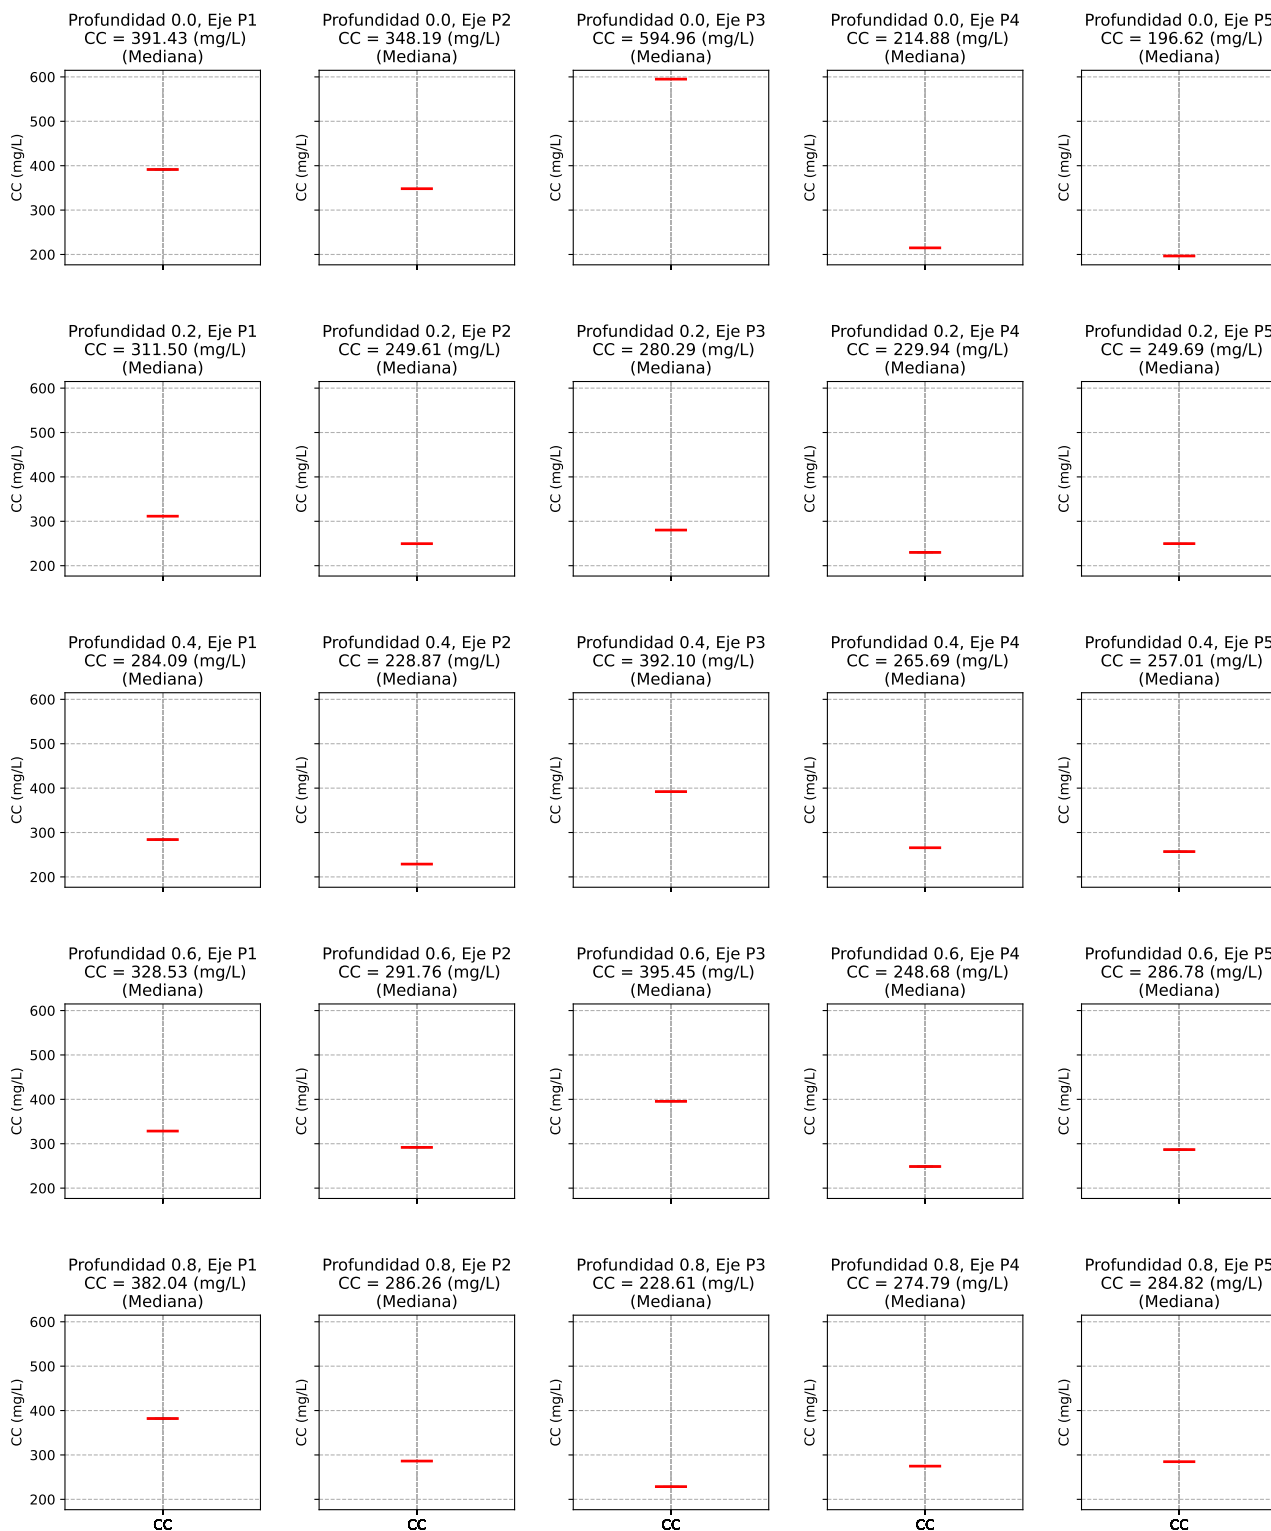 Profundidad 0.0, Eje P1
CC = 391.43 (mg/L)
(Mediana)
Profundidad 0.0, Eje P2
CC = 348.19 (mg/L)
(Mediana)
Profundidad 0.0, Eje P3
CC = 594.96 (mg/L)
(Mediana)
Profundidad 0.0, Eje P4
CC = 214.88 (mg/L)
(Mediana)
Profundidad 0.0, Eje P5
CC = 196.62 (mg/L)
(Mediana)
600
500
400
300
200
CC (mg/L)
CC (mg/L)
CC (mg/L)
CC (mg/L)
CC (mg/L)
Profundidad 0.2, Eje P1
CC = 311.50 (mg/L)
(Mediana)
Profundidad 0.2, Eje P2
CC = 249.61 (mg/L)
(Mediana)
Profundidad 0.2, Eje P3
CC = 280.29 (mg/L)
(Mediana)
Profundidad 0.2, Eje P4
CC = 229.94 (mg/L)
(Mediana)
Profundidad 0.2, Eje P5
CC = 249.69 (mg/L)
(Mediana)
600
500
400
300
200
CC (mg/L)
CC (mg/L)
CC (mg/L)
CC (mg/L)
CC (mg/L)
Profundidad 0.4, Eje P1
CC = 284.09 (mg/L)
(Mediana)
Profundidad 0.4, Eje P2
CC = 228.87 (mg/L)
(Mediana)
Profundidad 0.4, Eje P3
CC = 392.10 (mg/L)
(Mediana)
Profundidad 0.4, Eje P4
CC = 265.69 (mg/L)
(Mediana)
Profundidad 0.4, Eje P5
CC = 257.01 (mg/L)
(Mediana)
600
500
400
300
200
CC (mg/L)
CC (mg/L)
CC (mg/L)
CC (mg/L)
CC (mg/L)
Profundidad 0.6, Eje P1
CC = 328.53 (mg/L)
(Mediana)
Profundidad 0.6, Eje P2
CC = 291.76 (mg/L)
(Mediana)
Profundidad 0.6, Eje P3
CC = 395.45 (mg/L)
(Mediana)
Profundidad 0.6, Eje P4
CC = 248.68 (mg/L)
(Mediana)
Profundidad 0.6, Eje P5
CC = 286.78 (mg/L)
(Mediana)
600
500
400
300
200
CC (mg/L)
CC (mg/L)
CC (mg/L)
CC (mg/L)
CC (mg/L)
Profundidad 0.8, Eje P1
CC = 382.04 (mg/L)
(Mediana)
Profundidad 0.8, Eje P2
CC = 286.26 (mg/L)
(Mediana)
Profundidad 0.8, Eje P3
CC = 228.61 (mg/L)
(Mediana)
Profundidad 0.8, Eje P4
CC = 274.79 (mg/L)
(Mediana)
Profundidad 0.8, Eje P5
CC = 284.82 (mg/L)
(Mediana)
600
500
400
300
200
CC (mg/L)
CC (mg/L)
CC (mg/L)
CC (mg/L)
CC (mg/L)
CC
CC
CC
CC
CC